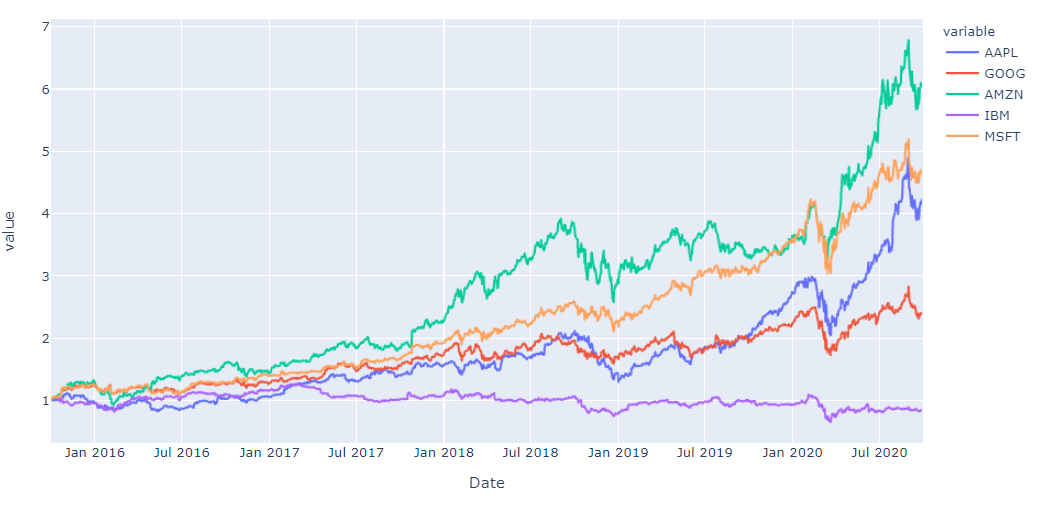 7
6
5
4
3
2
1
value
Jan 2016
Jul 2016
Jan 2017
Jul 2017
Jan 2018
Jul 2018
Jan 2019
Jul 2019
Jan 2020
Jul 2020
Date
variable
AAPL
GOOG
AMZN
IBM
MSFT